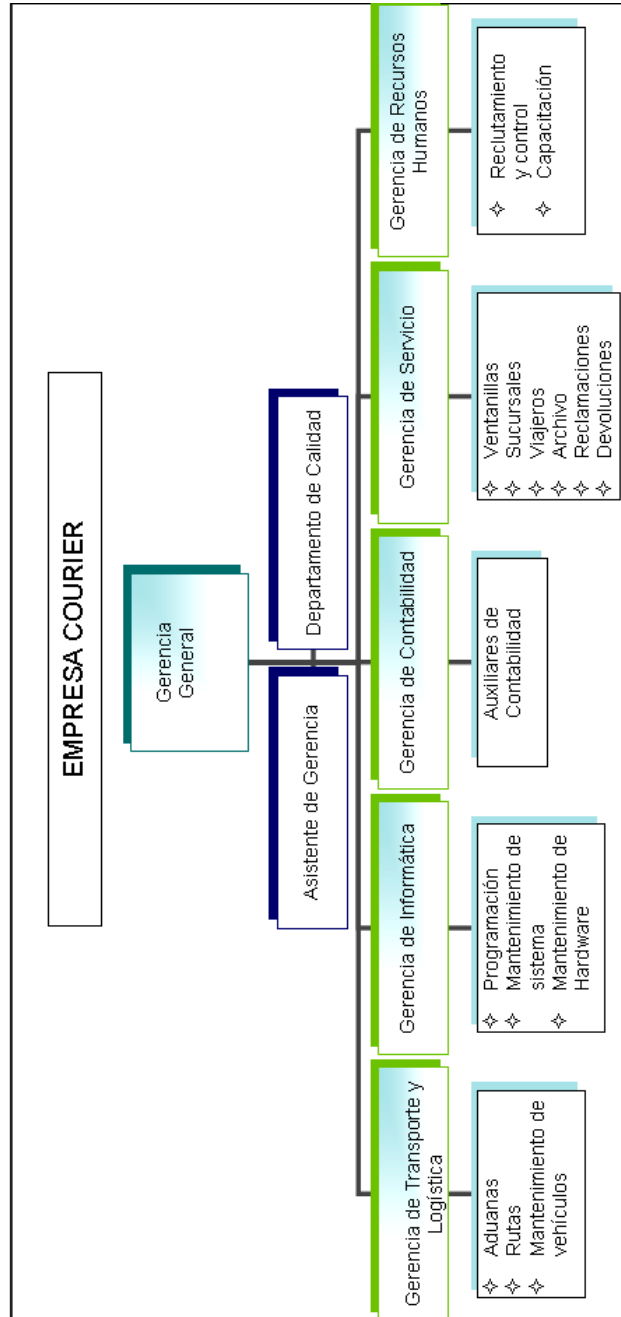 EMPRESA COURIER
Gerencia
General
Asistente de Gerencia
Departamento de Calidad
Gerencia de Transporte y
Logística
Gerencia de Informática
Gerencia de Contabilidad
Gerencia de Servicio
Gerencia de Recursos
Humanos
Aduanas
Rutas
Mantenimiento de
vehículos
Programación
Mantenimiento de
sistema
Mantenimiento de
Hardware
Auxiliares de
Contabilidad
Ventanillas
Sucursales
Viajeros
Archivo
Reclamaciones
Devoluciones
Reclutamiento
y control
Capacitación